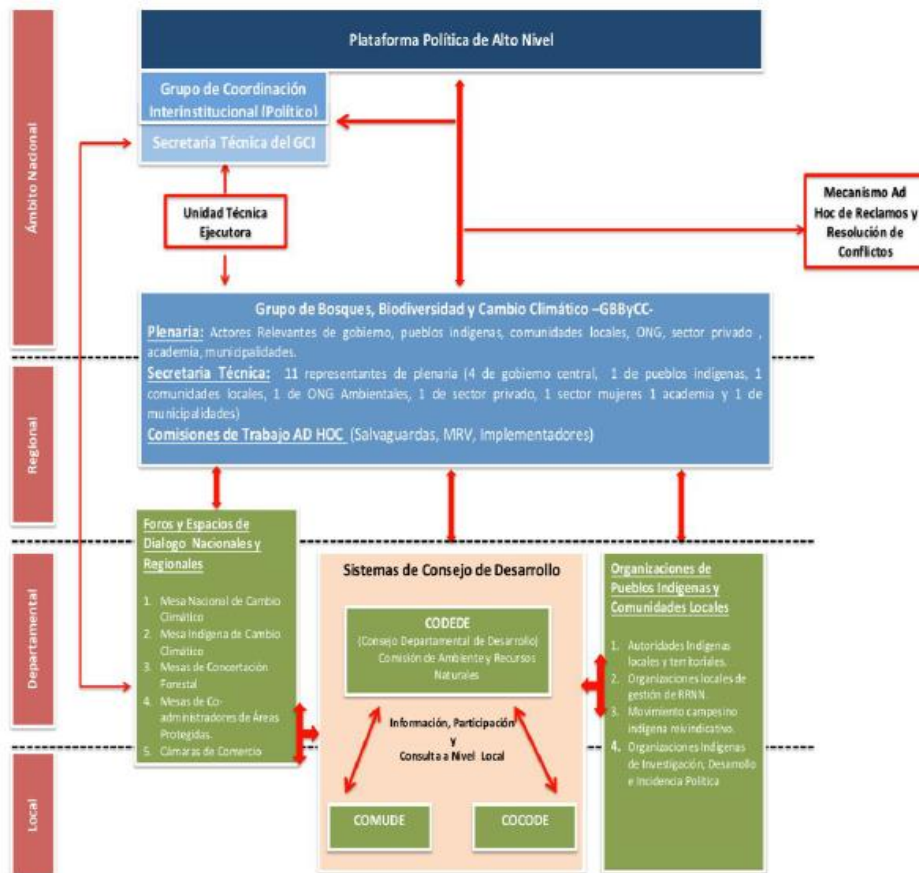 Ámbito Nacional
Plataforma Política de Alto Nivel
Grupo de Coordinación
Interinstitucional (Político)
Secretaría Técnica del GCI
Unidad Técnica
Ejecutora
Mecanismo Ad
Hoc de Reclamos y
Resolución de
Conflictos
Grupo de Bosques, Biodiversidad y Cambio Climático –GBByCC-
Plenaria: Actores Relevantes de gobierno, pueblos indígenas, comunidades locales, ONG, sector privado ,
academia, municipalidades.
Secretaria Técnica: 11 representantes de plenaria (4 de gobierno central, 1 de pueblos indígenas, 1
comunidades locales, 1 de ONG Ambientales, 1 de sector privado, 1 sector mujeres 1 academia y 1 de
municipalidades)
Comisiones de Trabajo AD HOC (Salvaguardas, MRV, Implementadores)
Regional
Foros y Espacios de
Dialogo Nacionales y
Regionales
1. Mesa Nacional de Cambio
Climático
2. Mesa Indígena de Cambio
Climático
3. Mesas de Concertación
Forestal
4. Mesas de Co-
administradores de Áreas
Protegidas.
5. Cámaras de Comercio
Departamental
Sistemas de Consejo de Desarrollo
CODEDE
(Consejo Departamental de Desarrollo)
Comisión de Ambiente y Recursos
Naturales
Información, Participación
y
Consulta a Nivel Local
COMUDE
COCODE
Organizaciones de
Pueblos Indígenas y
Comunidades Locales
1. Autoridades Indígenas
locales y territoriales.
2. Organizaciones locales de
gestión de RRNN.
3. Movimiento campesino
indígena reivindicativo.
4. Organizaciones Indígenas
de Investigación, Desarrollo
e Incidencia Política
Local